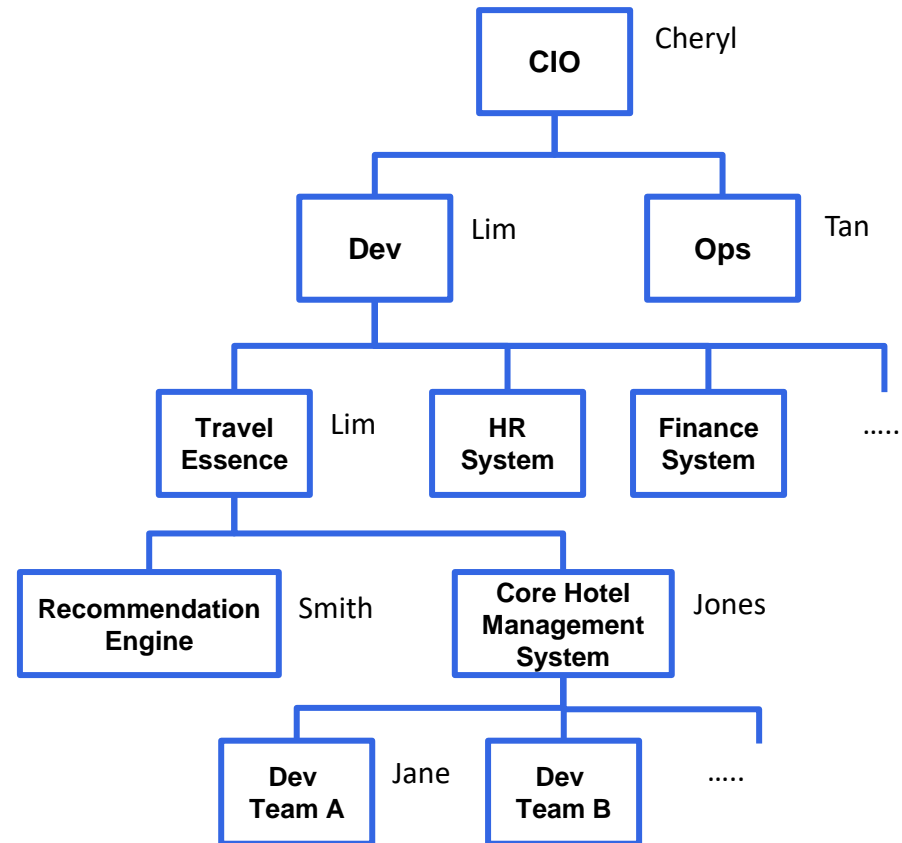 CIO
Cheryl
Dev
Lim
Ops
Tan
Travel
Essence
Lim
HR
System
Finance
System
…..
Recommendation
Engine
Smith
Core Hotel
Management
System
Jones
Dev
Team A
Jane
Dev
Team B
…..